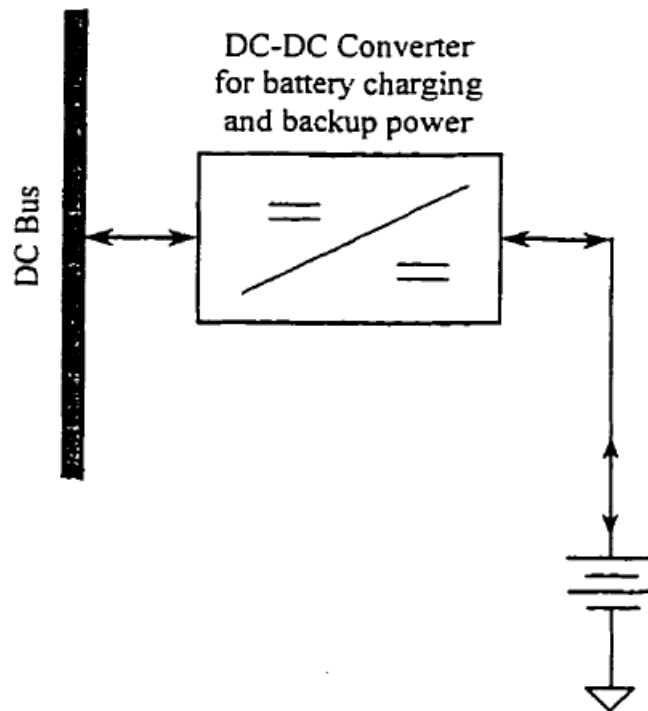 DC-DC Converter
for battery charging
and backup power
DC Bus